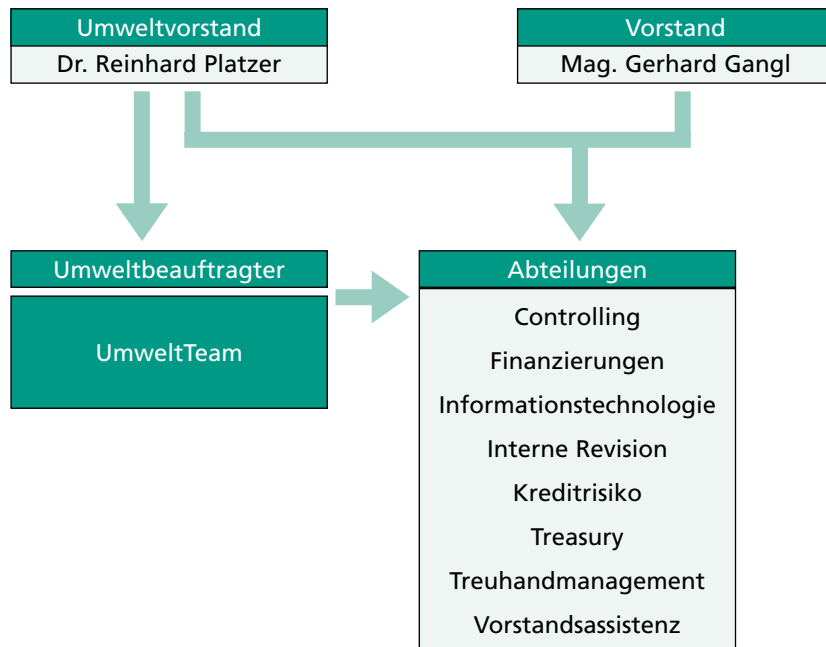 Umweltvorstand
Dr. Reinhard Platzer
Vorstand
Mag. Gerhard Gangl
Umweltbeauftragter
UmweltTeam
Abteilungen
Controlling
Finanzierungen
Informationstechnologie
Interne Revision
Kreditrisiko
Treasury
Treuhandmanagement
Vorstandsassistenz